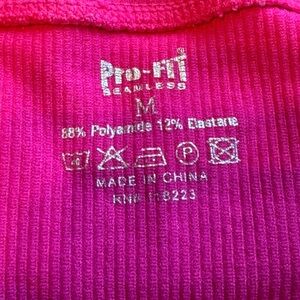 PRO-FIT®
SEAMLESS
M
88% Polyamide 12% Elastane
P
MADE IN CHINA